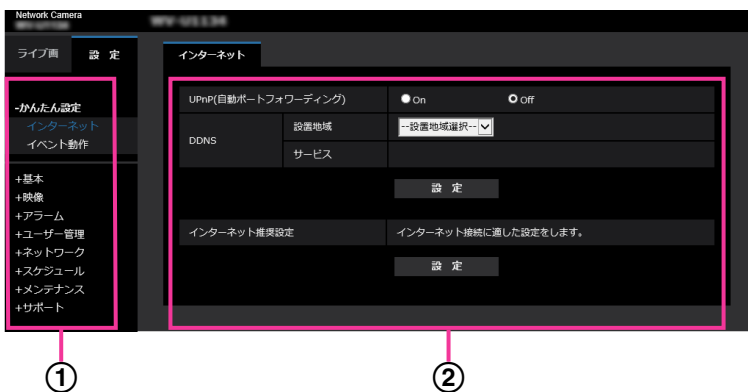 Network Camera
WV-U1134
ライブ画
設 定
インターネット
-かんたん設定
インターネット
イベント動作
+基本
+映像
+アラーム
+ユーザー管理
+ネットワーク
+スケジュール
+メンテナンス
+サポート
UPnP(自動ポートフォワーディング)
On
Off
DDNS
設置地域
--設置地域選択--
サービス
設 定
インターネット推奨設定
インターネット接続に適した設定をします。
設 定
①
②